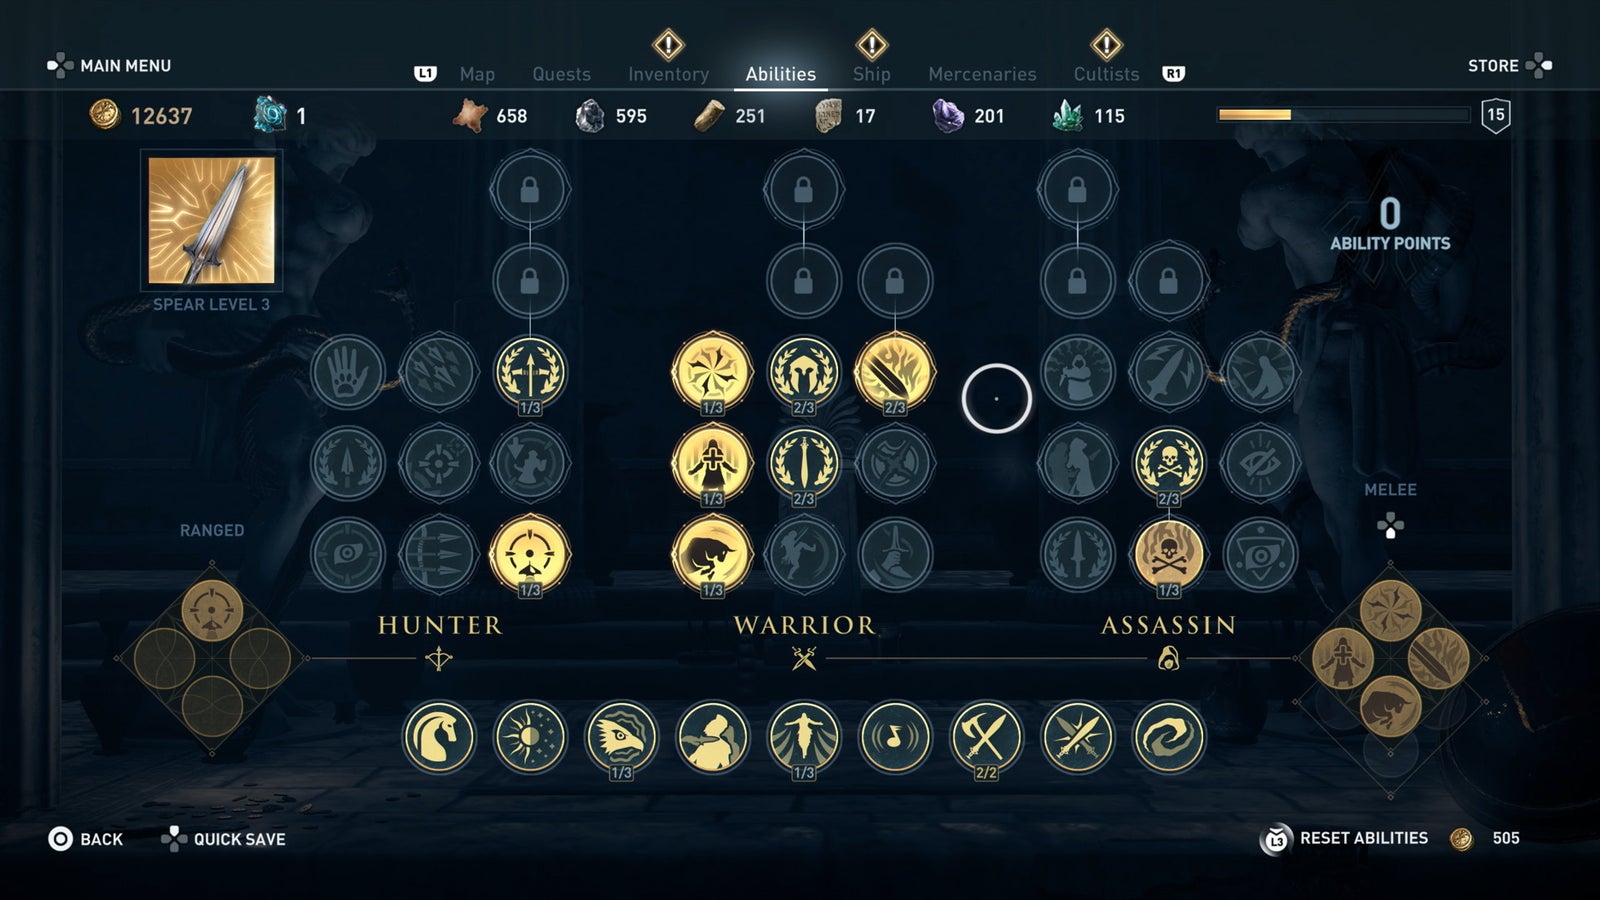 MAIN MENU
L1 Map Quests Inventory Abilities Ship Mercenaries Cultists R1
STORE
12637 1 658 595 251 17 201 115 15
SPEAR LEVEL 3
0
ABILITY POINTS
1/3 1/3 2/3 2/3
1/3 2/3 2/3
MELEE
RANGED
1/3 1/3 1/3
HUNTER WARRIOR ASSASSIN
1/3 1/3 2/2
BACK QUICK SAVE L3 RESET ABILITIES 505